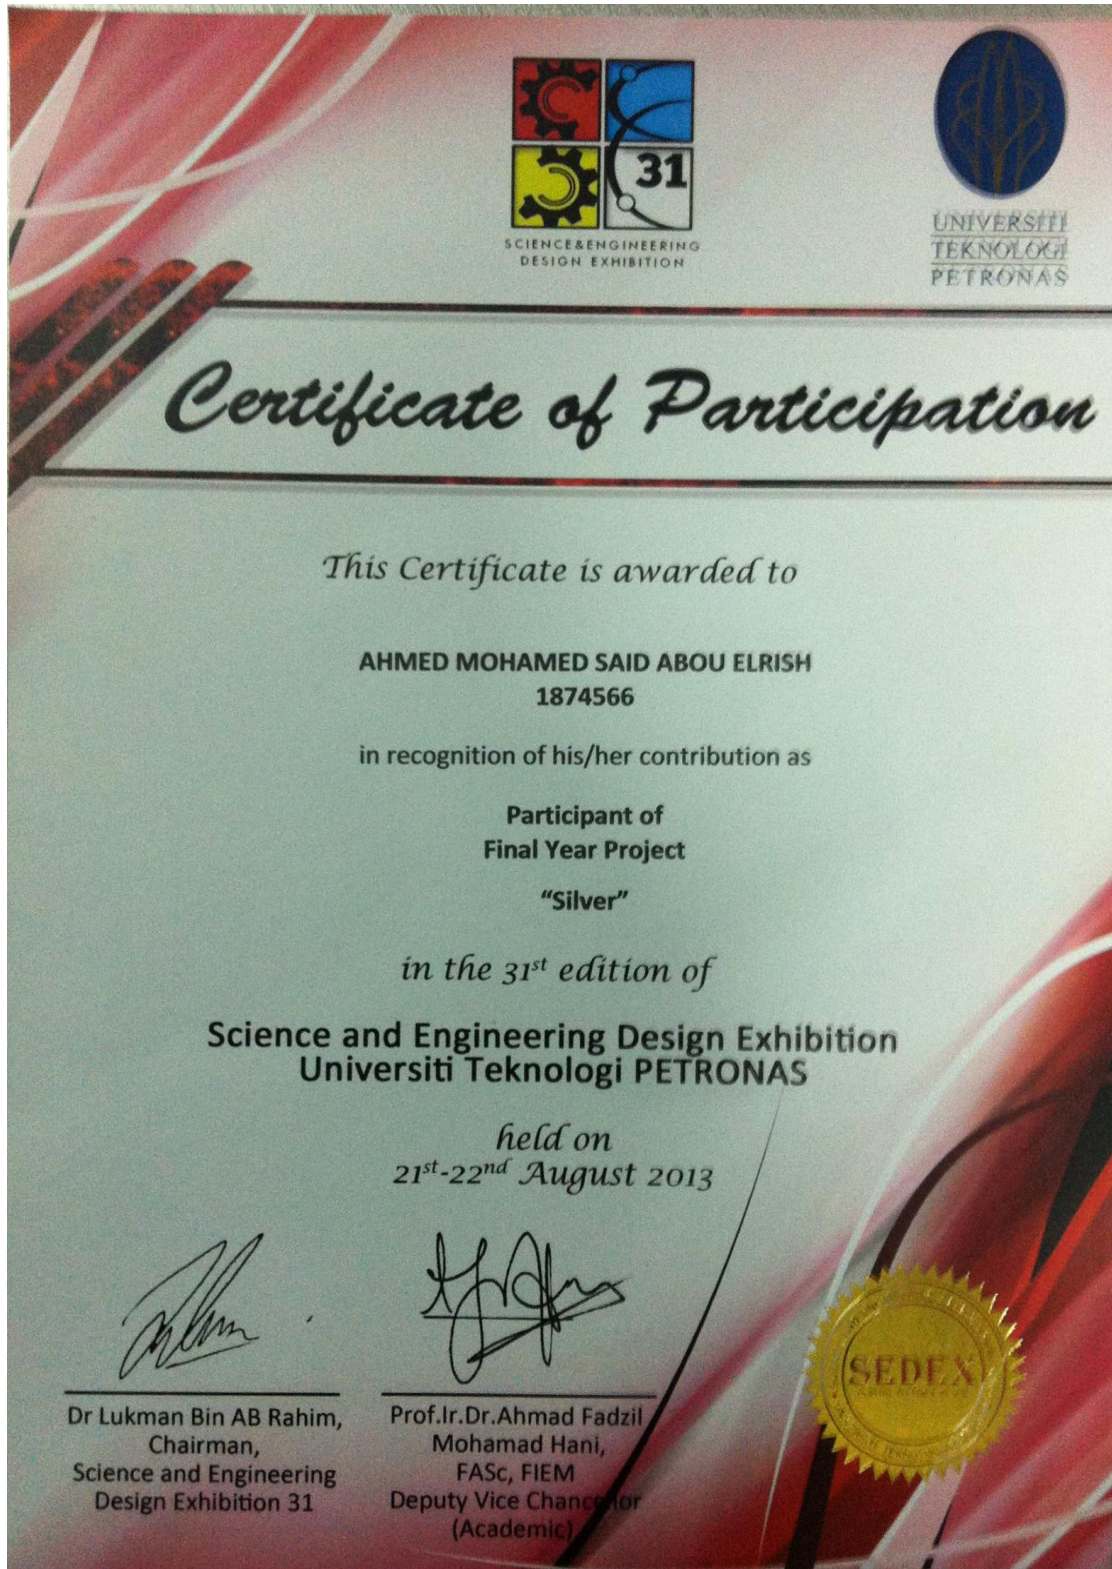 31
SCIENCE&ENGINEERING
DESIGN EXHIBITION
UNIVERSITI
TEKNOLOGI
PETRONAS
Certificate of Participation
This Certificate is awarded to
AHMED MOHAMED SAID ABOU ELRISH
1874566
in recognition of his/her contribution as
Participant of
Final Year Project
“Silver”
in the 31st edition of
Science and Engineering Design Exhibition
Universiti Teknologi PETRONAS
held on
21st-22nd August 2013
Dr Lukman Bin AB Rahim,
Chairman,
Science and Engineering
Design Exhibition 31
Prof.Ir.Dr.Ahmad Fadzil
Mohamad Hani,
FASc, FIEM
Deputy Vice Chancellor
(Academic)
SEDEX